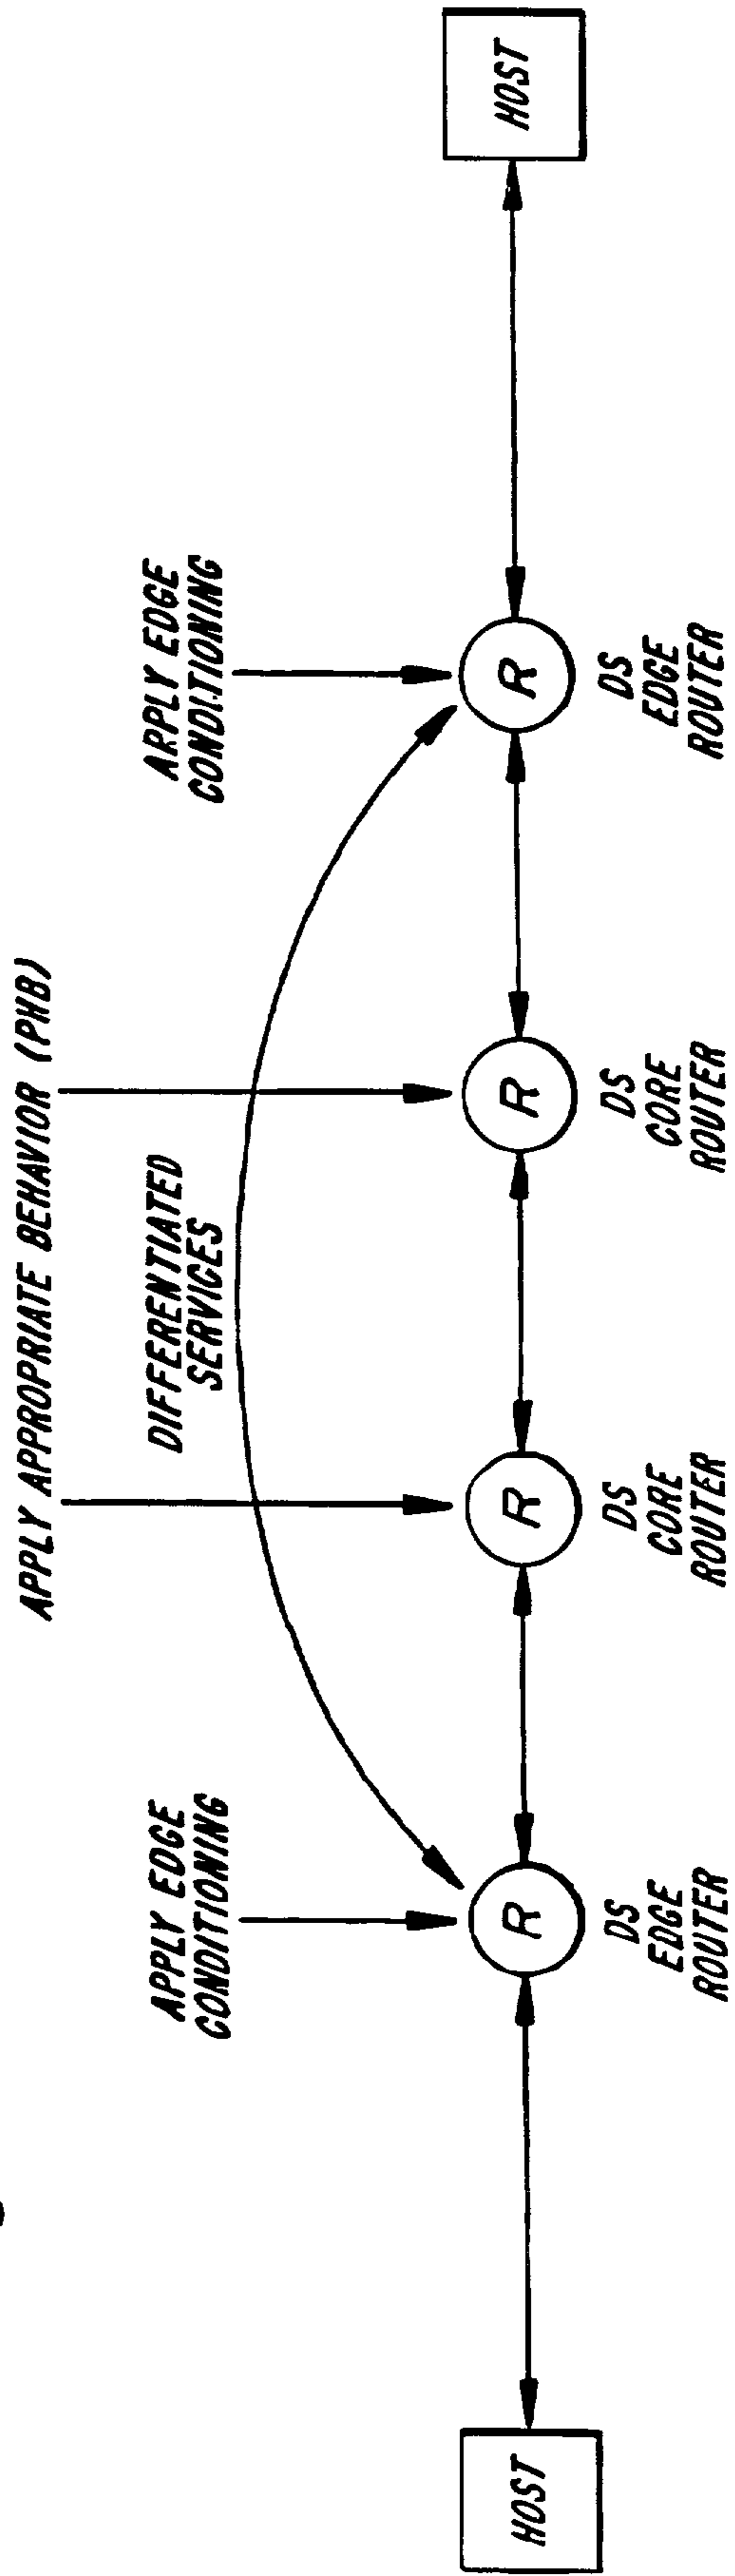 APPLY APPROPRIATE BEHAVIOR (PHB)
APPLY EDGE
CONDITIONING
DIFFERENTIATED
SERVICES
APPLY EDGE
CONDITIONING
HOST
R
R
R
R
HOST
DS
EDGE
ROUTER
DS
CORE
ROUTER
DS
CORE
ROUTER
DS
EDGE
ROUTER